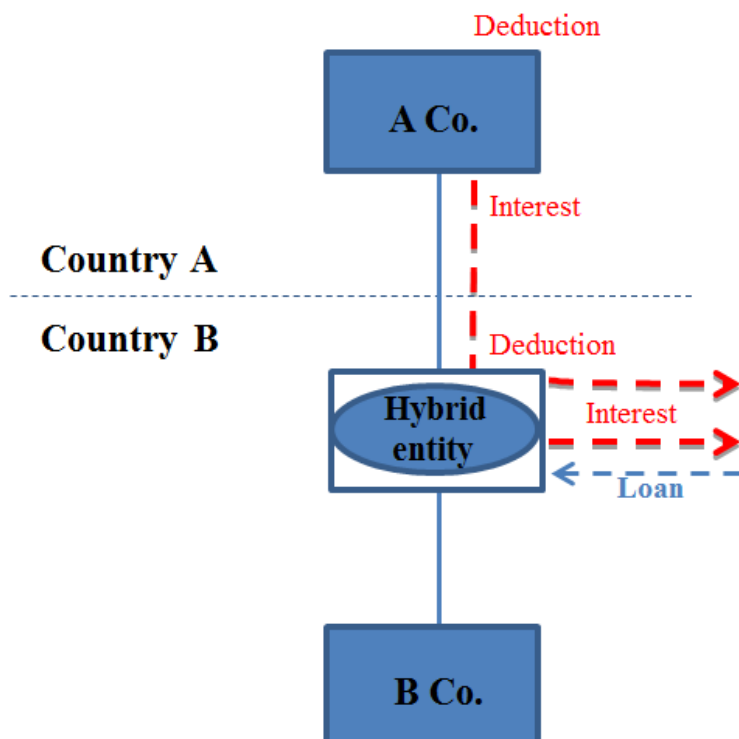 Deduction
A Co.
Interest
Country A
Country B
Deduction
Hybrid
entity
Interest
Loan
B Co.